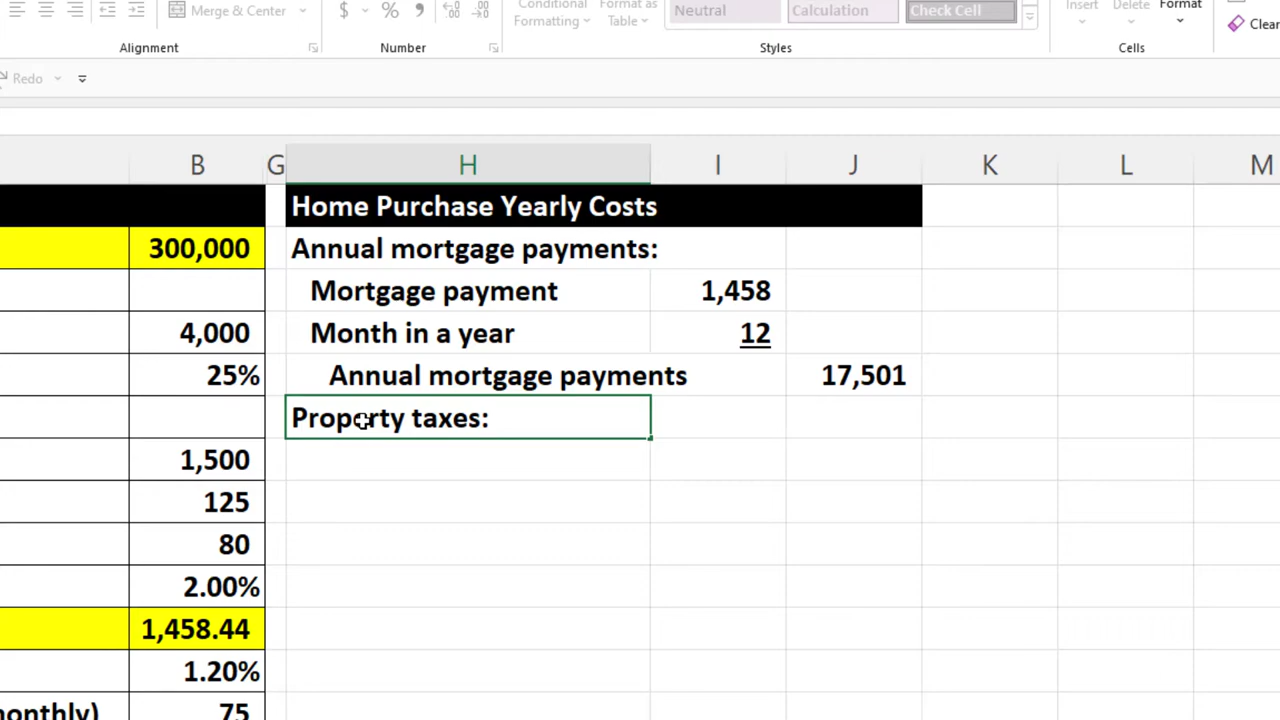 Merge & Center
$ % 9
Conditional
Formatting
Format as
Table
Neutral
Calculation
Check Cell
Insert
Delete
Format
Clear
Alignment
Number
Styles
Cells
Redo
B G H I J K L M
Home Purchase Yearly Costs
300,000 Annual mortgage payments:
Mortgage payment 1,458
4,000 Month in a year 12
25% Annual mortgage payments 17,501
Property taxes:
1,500
125
80
2.00%
1,458.44
1.20%
monthly) 75